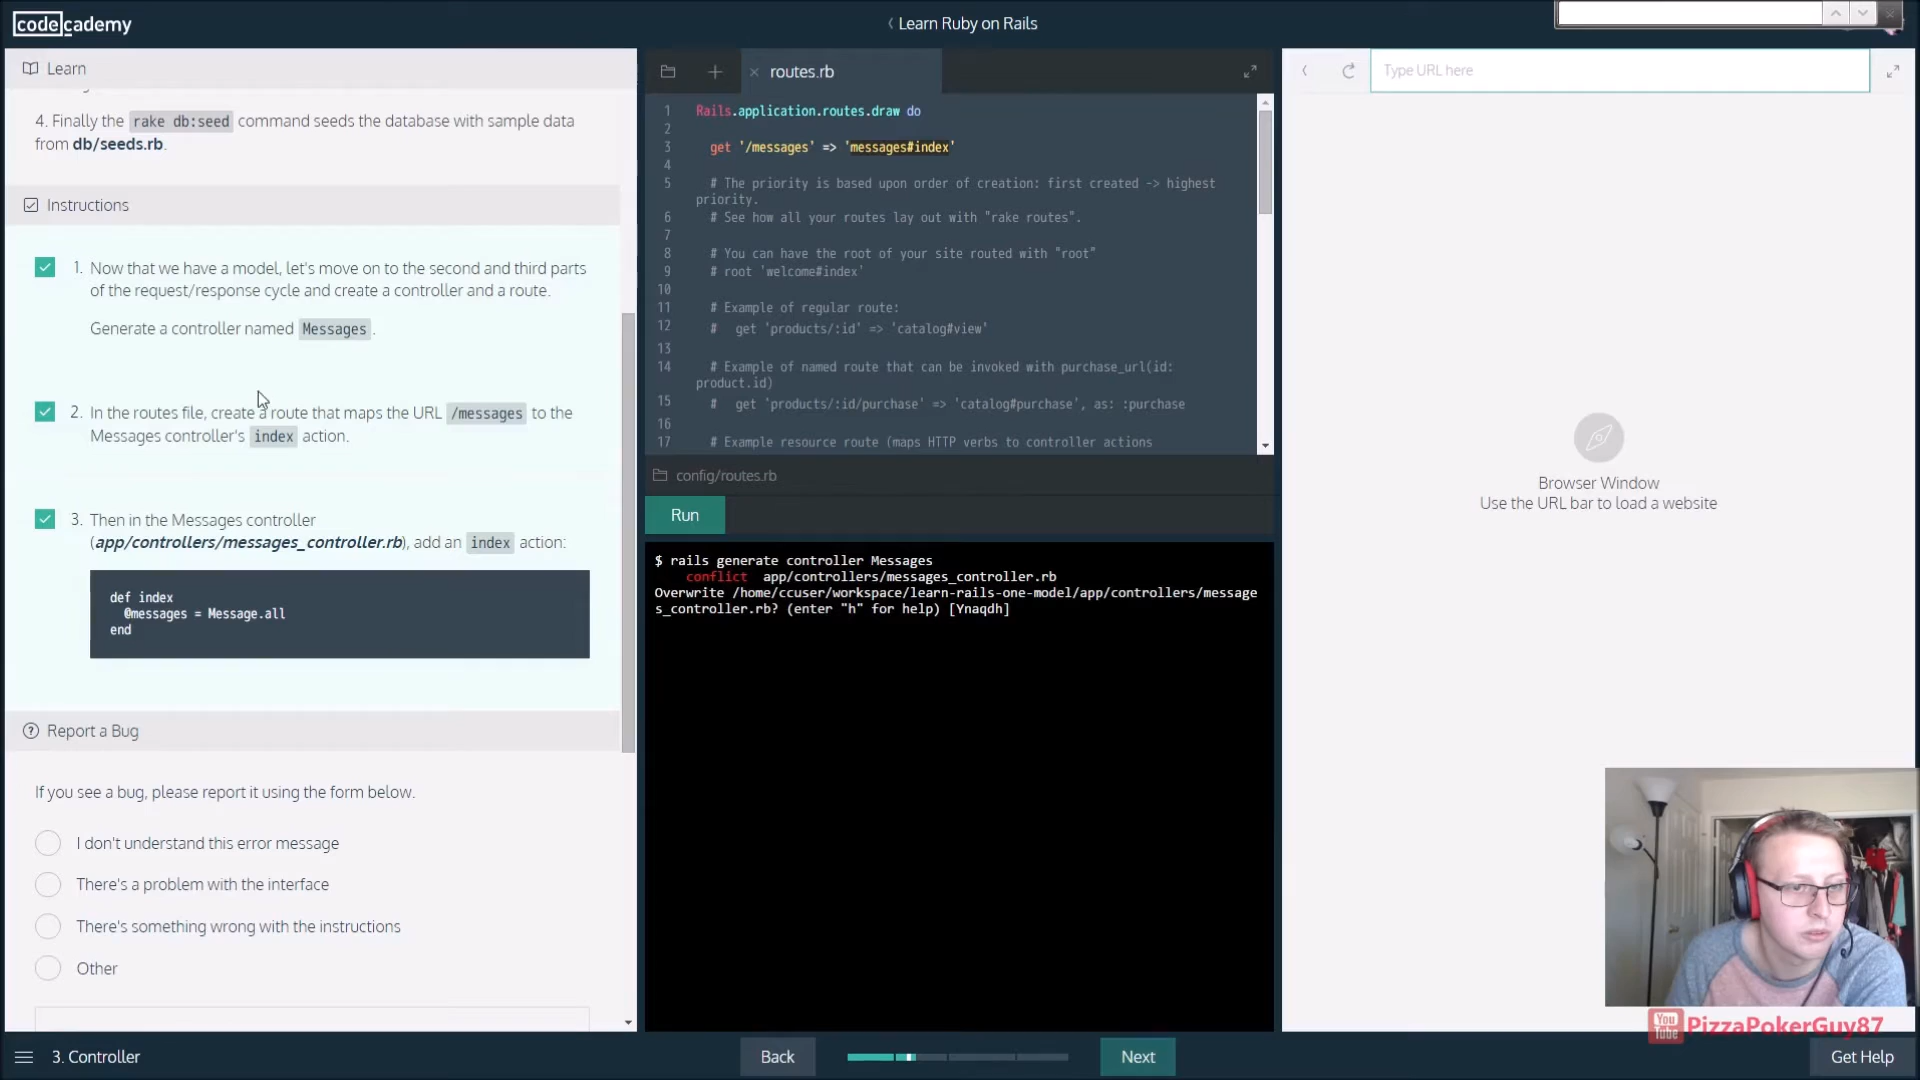 codecademy
Learn Ruby on Rails
Learn
4. Finally the rake db:seed command seeds the database with sample data
from db/seeds.rb.
Instructions
1. Now that we have a model, let's move on to the second and third parts
of the request/response cycle and create a controller and a route.
Generate a controller named Messages.
2. In the routes file, create a route that maps the URL /messages to the
Messages controller's index action.
3. Then in the Messages controller
(app/controllers/messages_controller.rb), add an index action:
def index
@messages = Message.all
end
Report a Bug
If you see a bug, please report it using the form below.
I don't understand this error message
There's a problem with the interface
There's something wrong with the instructions
Other
routes.rb
1 Rails.application.routes.draw do
2
3 get '/messages' => 'messages#index'
4
5 # The priority is based upon order of creation: first created -> highest
priority.
6 # See how all your routes lay out with "rake routes".
7
8 # You can have the root of your site routed with "root"
9 # root 'welcome#index'
10
11 # Example of regular route:
12 #   get 'products/:id' => 'catalog#view'
13
14 # Example of named route that can be invoked with purchase_url(id:
product.id)
15 #   get 'products/:id/purchase' => 'catalog#purchase', as: :purchase
16
17 # Example resource route (maps HTTP verbs to controller actions
config/routes.rb
Run
$ rails generate controller Messages
conflict  app/controllers/messages_controller.rb
Overwrite /home/ccuser/workspace/learn-rails-one-model/app/controllers/message
s_controller.rb? (enter "h" for help) [Ynaqdh]
Type URL here
Browser Window
Use the URL bar to load a website
You Tube PizzaPokerGuy87
3. Controller
Back
Next
Get Help